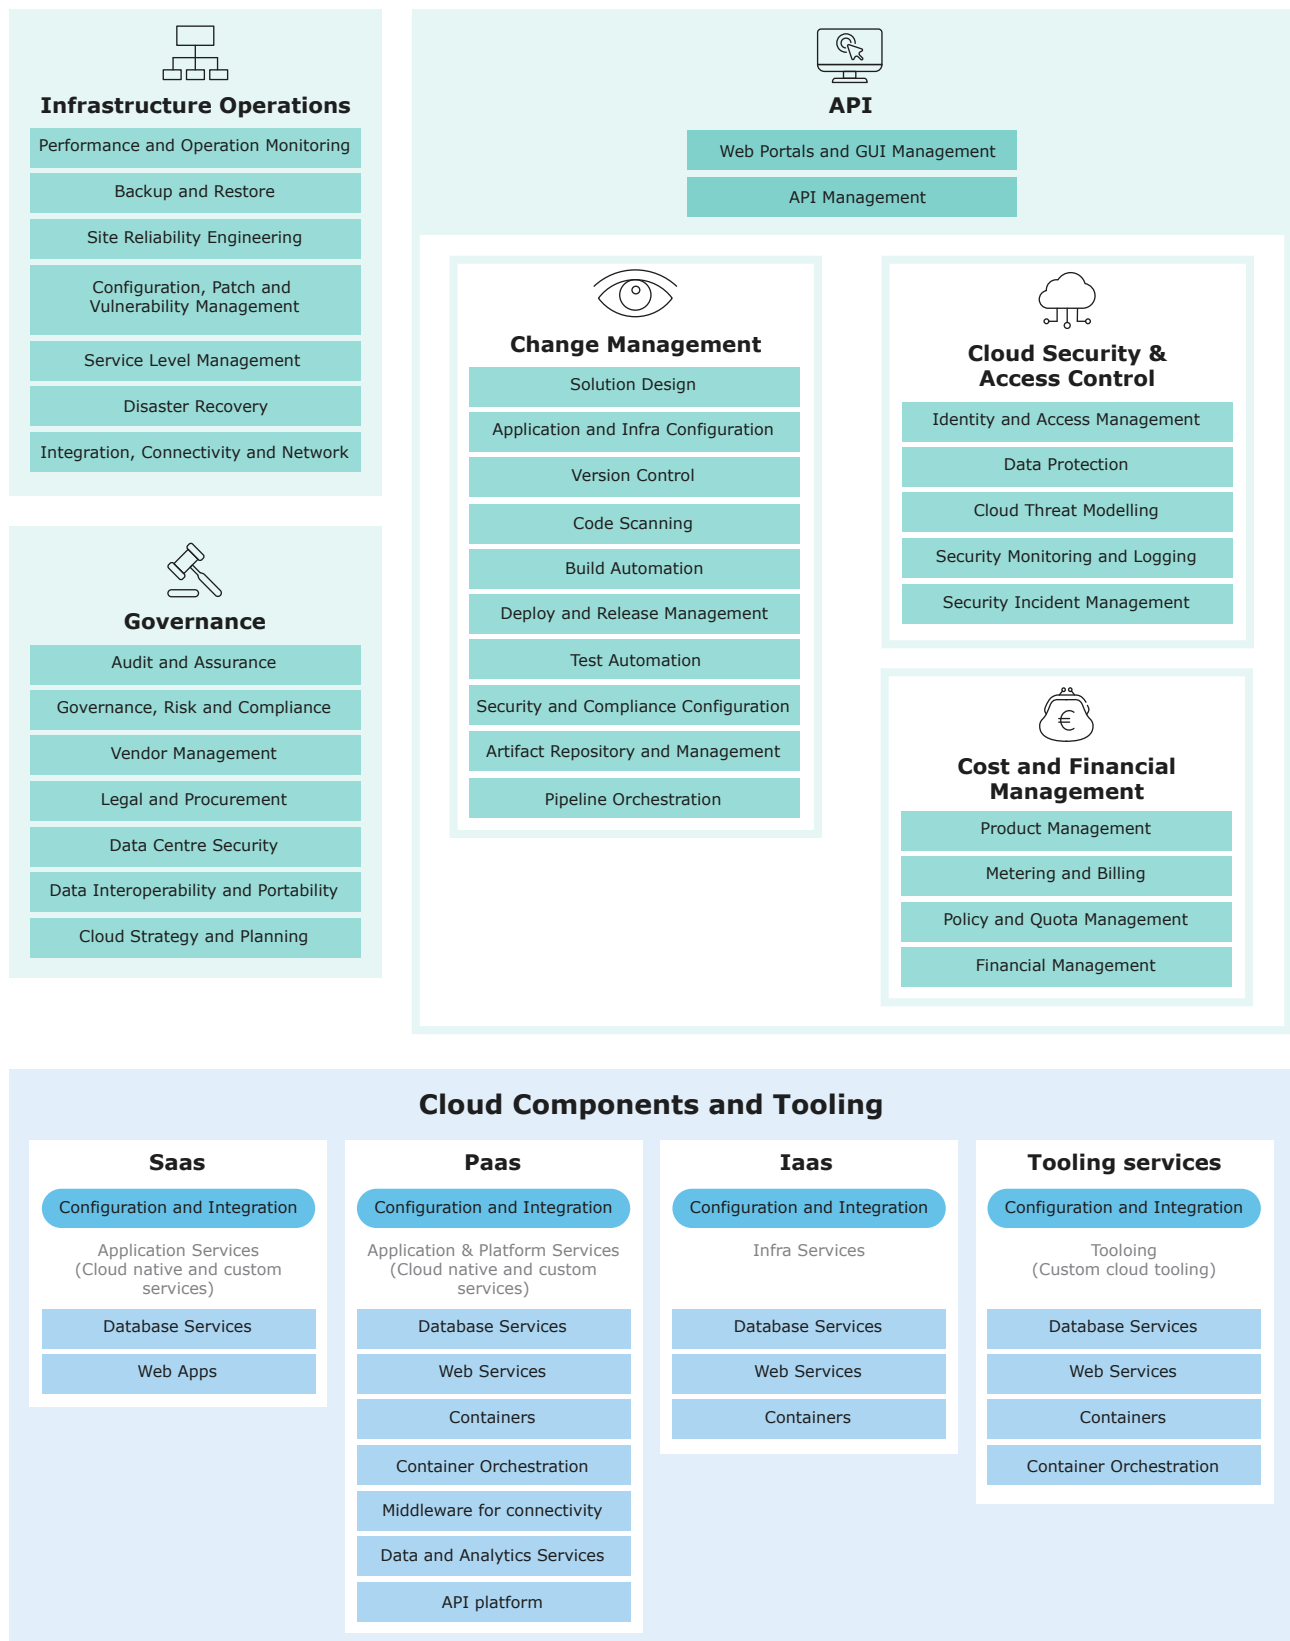 Infrastructure Operations
Performance and Operation Monitoring
Backup and Restore
Site Reliability Engineering
Configuration, Patch and
Vulnerability Management
Service Level Management
Disaster Recovery
Integration, Connectivity and Network
Governance
Audit and Assurance
Governance, Risk and Compliance
Vendor Management
Legal and Procurement
Data Centre Security
Data Interoperability and Portability
Cloud Strategy and Planning
API
Web Portals and GUI Management
API Management
Change Management
Solution Design
Application and Infra Configuration
Version Control
Code Scanning
Build Automation
Deploy and Release Management
Test Automation
Security and Compliance Configuration
Artifact Repository and Management
Pipeline Orchestration
Cloud Security &
Access Control
Identity and Access Management
Data Protection
Cloud Threat Modelling
Security Monitoring and Logging
Security Incident Management
€
Cost and Financial
Management
Product Management
Metering and Billing
Policy and Quota Management
Financial Management
Cloud Components and Tooling
Saas
Configuration and Integration
Application Services
(Cloud native and custom
services)
Database Services
Web Apps
Paas
Configuration and Integration
Application & Platform Services
(Cloud native and custom
services)
Database Services
Web Services
Containers
Container Orchestration
Middleware for connectivity
Data and Analytics Services
API platform
Iaas
Configuration and Integration
Infra Services
Database Services
Web Services
Containers
Tooling services
Configuration and Integration
Tooloing
(Custom cloud tooling)
Database Services
Web Services
Containers
Container Orchestration